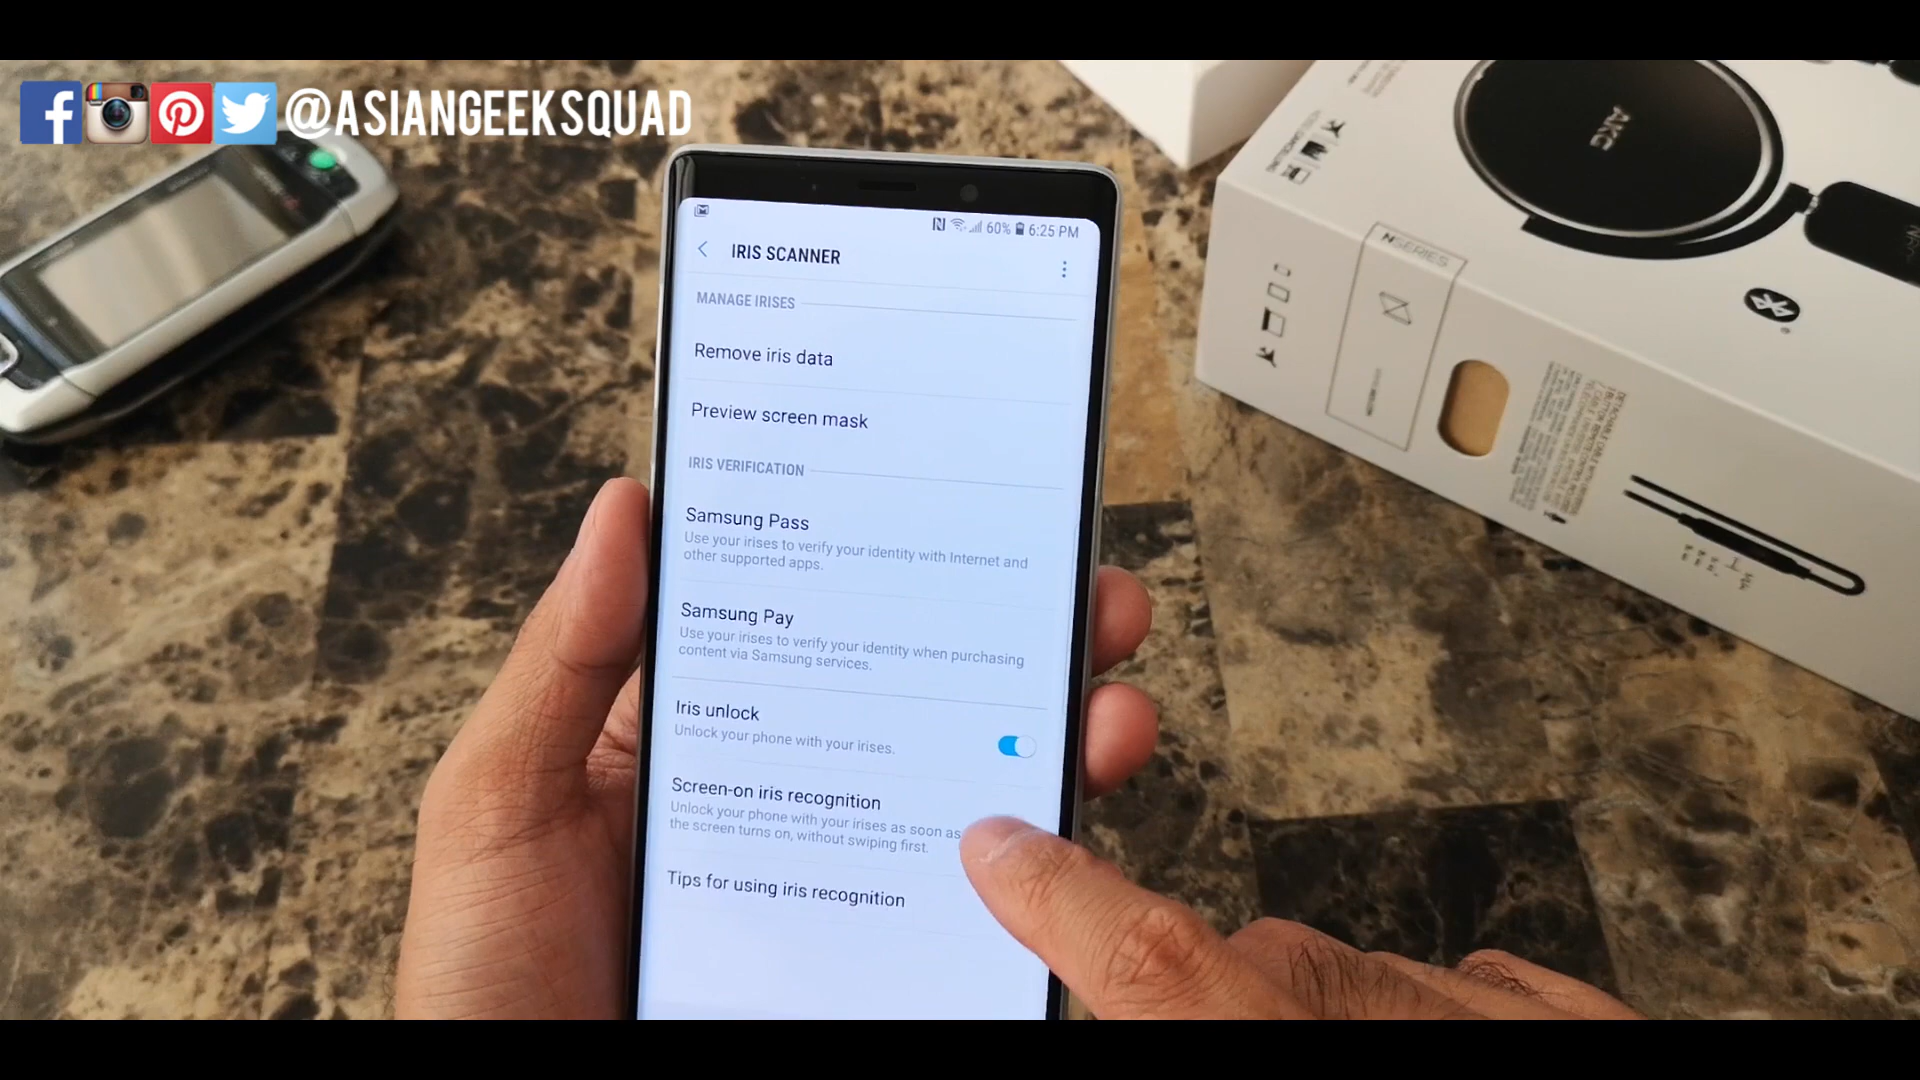 @ASIANGEEKSQUAD
60% 6:25 PM
IRIS SCANNER
MANAGE IRISES
Remove iris data
Preview screen mask
IRIS VERIFICATION
Samsung Pass
Use your irises to verify your identity with Internet and
other supported apps.
Samsung Pay
Use your irises to verify your identity when purchasing
content via Samsung services.
Iris unlock
Unlock your phone with your irises.
Screen-on iris recognition
Unlock your phone with your irises as soon as
the screen turns on, without swiping first.
Tips for using iris recognition
AKG
NSERIES